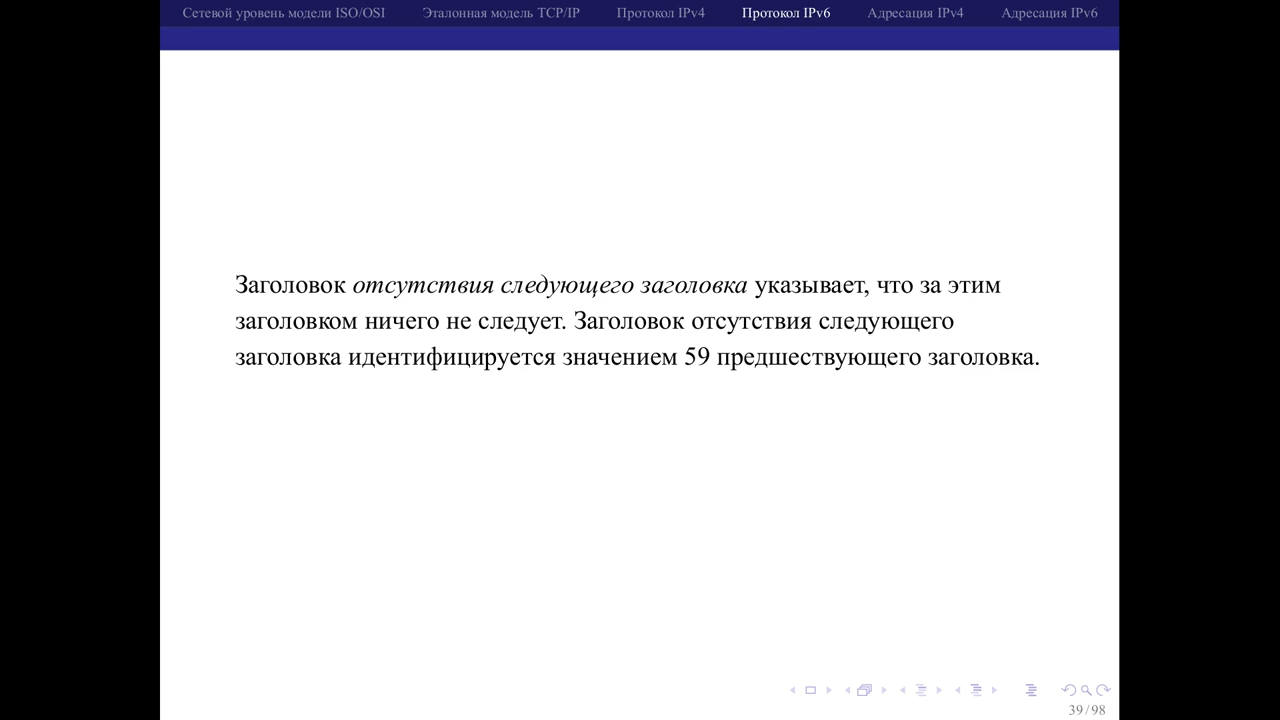 Сетевой уровень модели ISO/OSI Эталонная модель TCP/IP Протокол IPv4 Протокол IPv6 Адресация IPv4 Адресация IPv6
Заголовок отсутствия следующего заголовка указывает, что за этим
заголовком ничего не следует. Заголовок отсутствия следующего
заголовка идентифицируется значением 59 предшествующего заголовка.
39 / 98